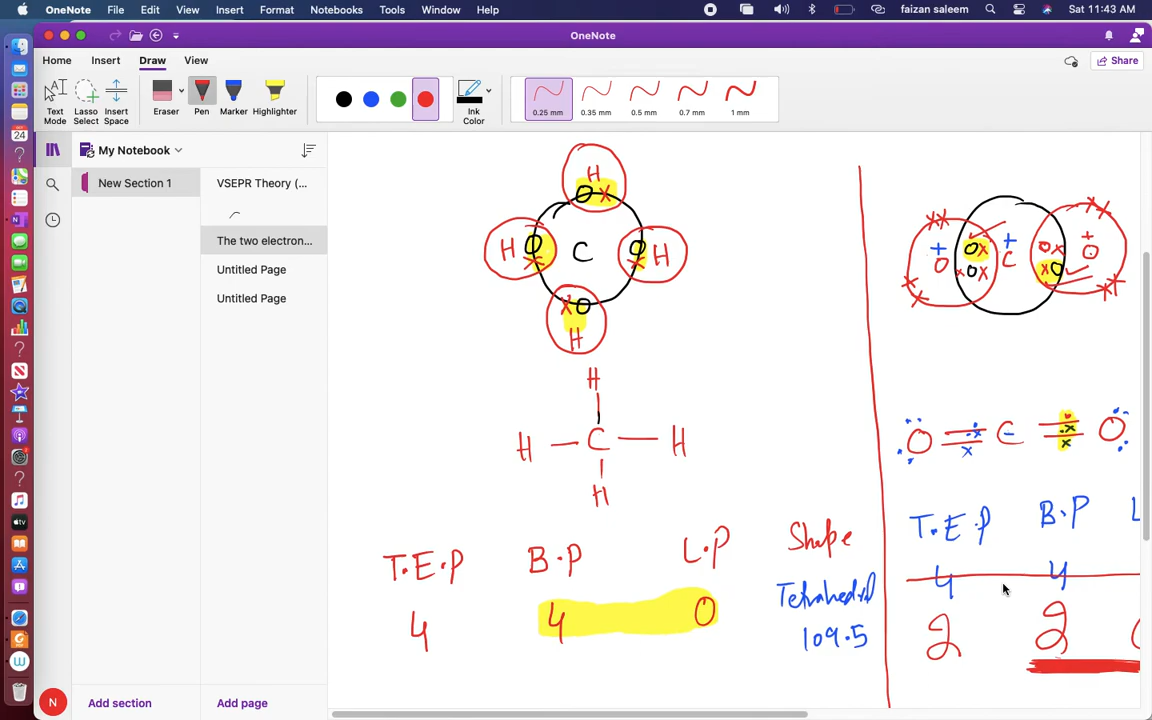 OneNote File Edit View Insert Format Notebooks Tools Window Help faizan saleem Sat 11:43 AM
OneNote
Home Insert Draw View Share
Text Mode Lasso Select Insert Space Eraser Pen Marker Highlighter Ink Color 0.25 mm 0.35 mm 0.5 mm 0.7 mm 1 mm
My Notebook
New Section 1
VSEPR Theory (...
The two electron...
Untitled Page
Untitled Page
Add section Add page
N
24
H
H C H
H
H
H — C — H
H
T.E.P B.P L.P Shape
4 4 0 Tetrahedral
109.5
O C O
O = C = O
T.E.P B.P L
4 4
2 2